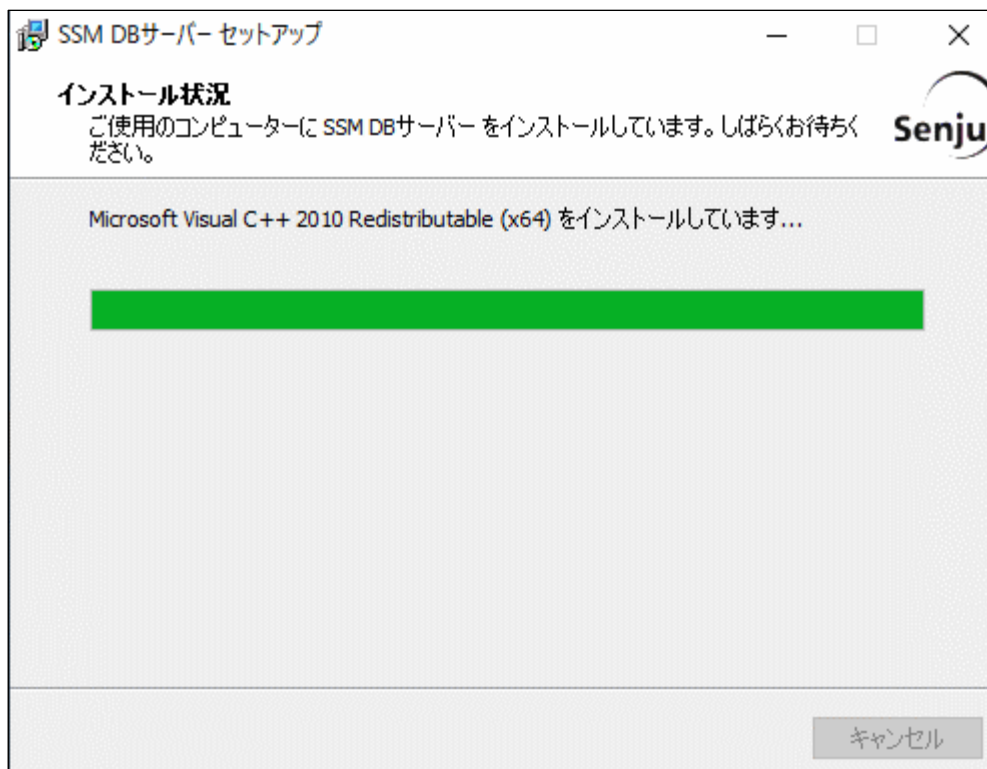 SSM DBサーバー セットアップ
インストール状況
ご使用のコンピューターに SSM DBサーバー をインストールしています。しばらくお待ちく
ださい。
Senju
Microsoft Visual C++ 2010 Redistributable (x64) をインストールしています...
キャンセル